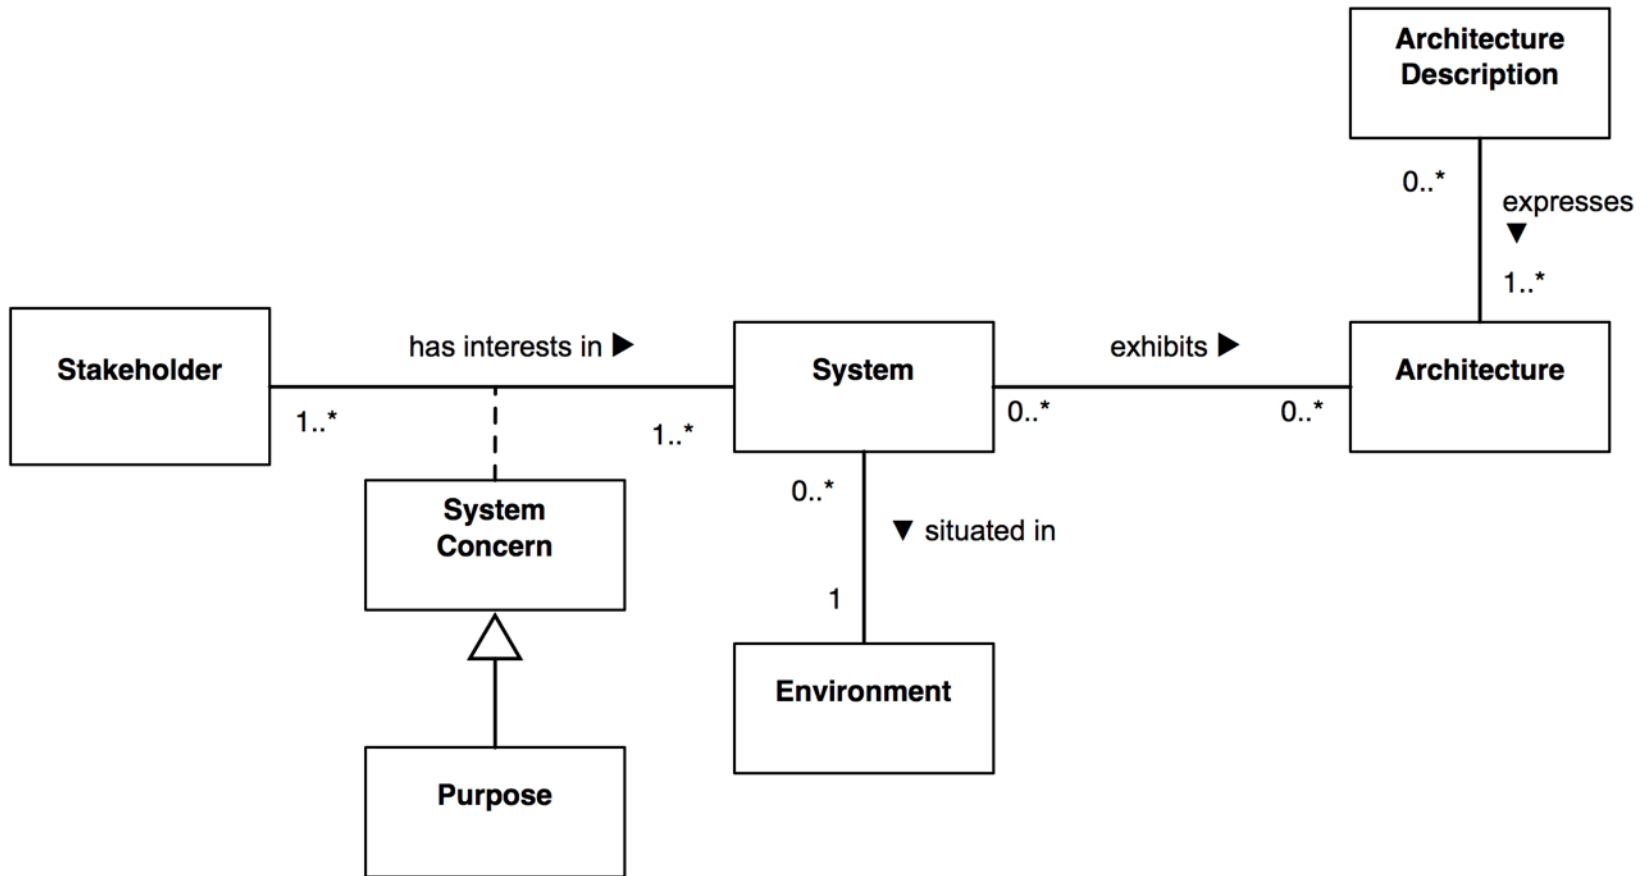 Architecture
Description
0..*
expresses
▼
1..*
Stakeholder
has interests in ▶
System
exhibits ▶
Architecture
1..*
1..*
0..*
0..*
System
Concern
0..*
▼ situated in
1
Environment
Purpose